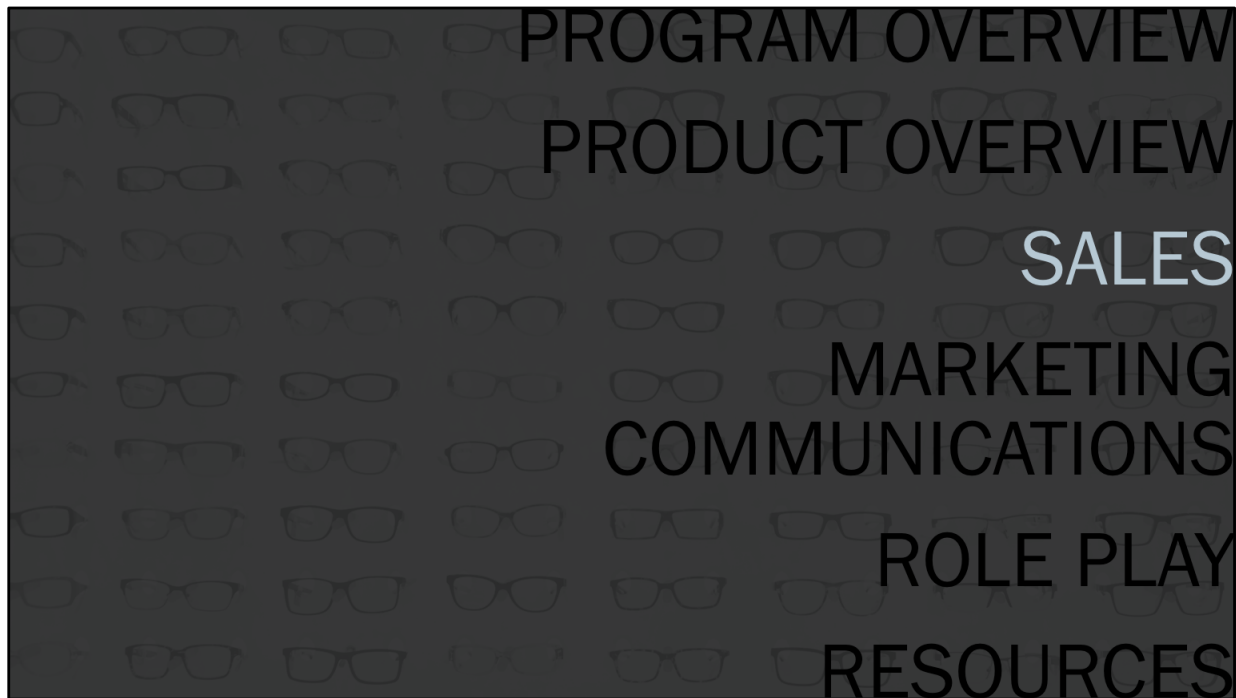 PROGRAM OVERVIEW
PRODUCT OVERVIEW
SALES
MARKETING
COMMUNICATIONS
ROLE PLAY
RESOURCES